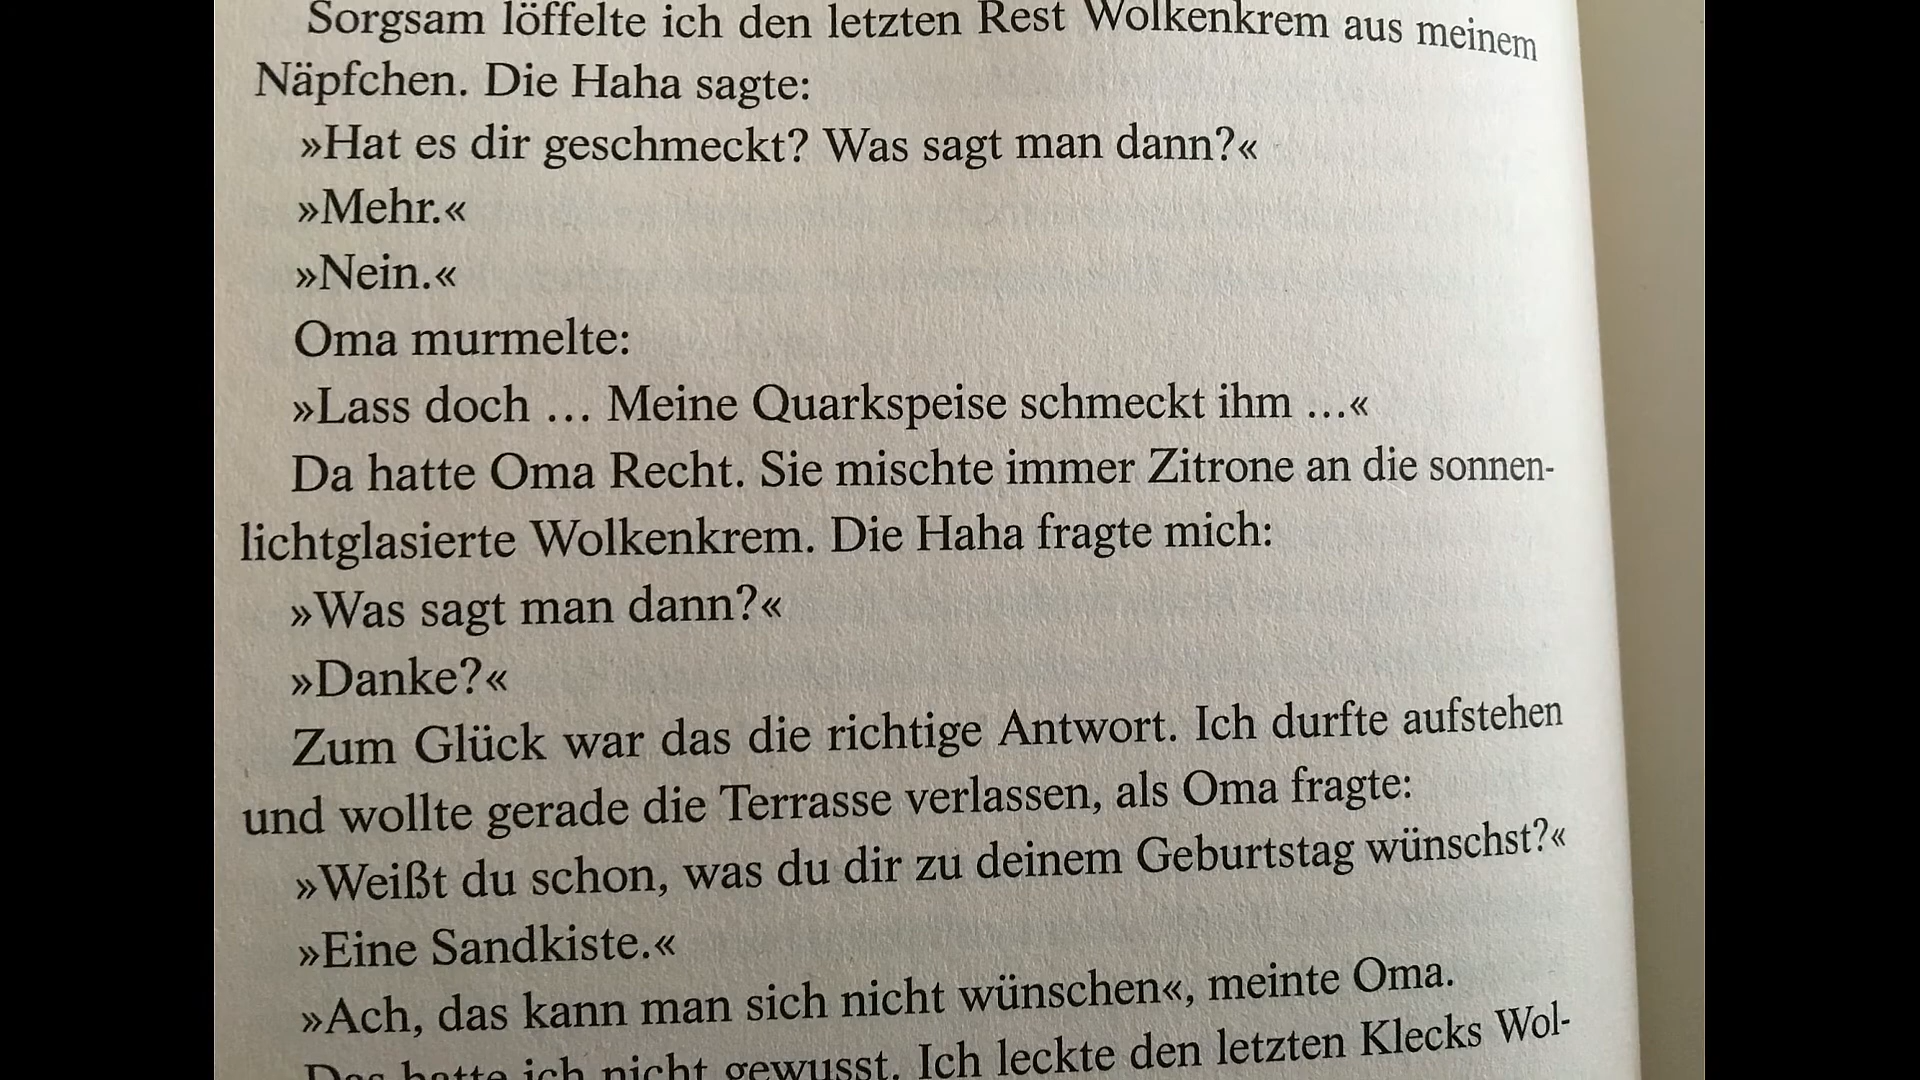 Sorgsam löffelte ich den letzten Rest Wolkenkrem aus meinem
Näpfchen. Die Haha sagte:
»Hat es dir geschmeckt? Was sagt man dann?«
»Mehr.«
»Nein.«
Oma murmelte:
»Lass doch … Meine Quarkspeise schmeckt ihm …«
Da hatte Oma Recht. Sie mischte immer Zitrone an die sonnen-
lichtglasierte Wolkenkrem. Die Haha fragte mich:
»Was sagt man dann?«
»Danke?«
Zum Glück war das die richtige Antwort. Ich durfte aufstehen
und wollte gerade die Terrasse verlassen, als Oma fragte:
»Weißt du schon, was du dir zu deinem Geburtstag wünschst?«
»Eine Sandkiste.«
»Ach, das kann man sich nicht wünschen«, meinte Oma.
Das hatte ich nicht gewusst. Ich leckte den letzten Klecks Wol-